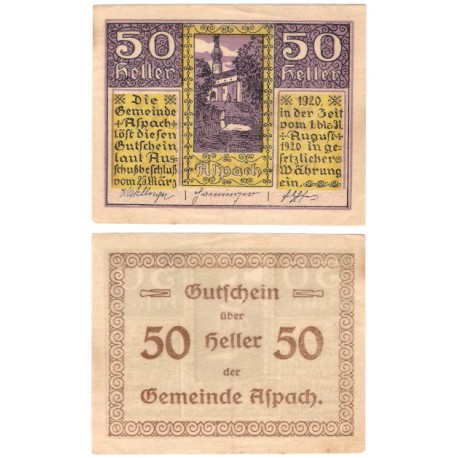 50 50
Heller Heller
Die
Gemeinde
Aſpach
löſt dieſen
Gutſchein
laut Aus-
ſchußbeſchluß
vom 25 März
Aſpach
1920,
in der Zeit
vom 1. bis 31.
August
1920 in ge-
ſetzlicher
Währung
ein.
Gutſchein
über
50 Heller 50
der
Gemeinde Aſpach.